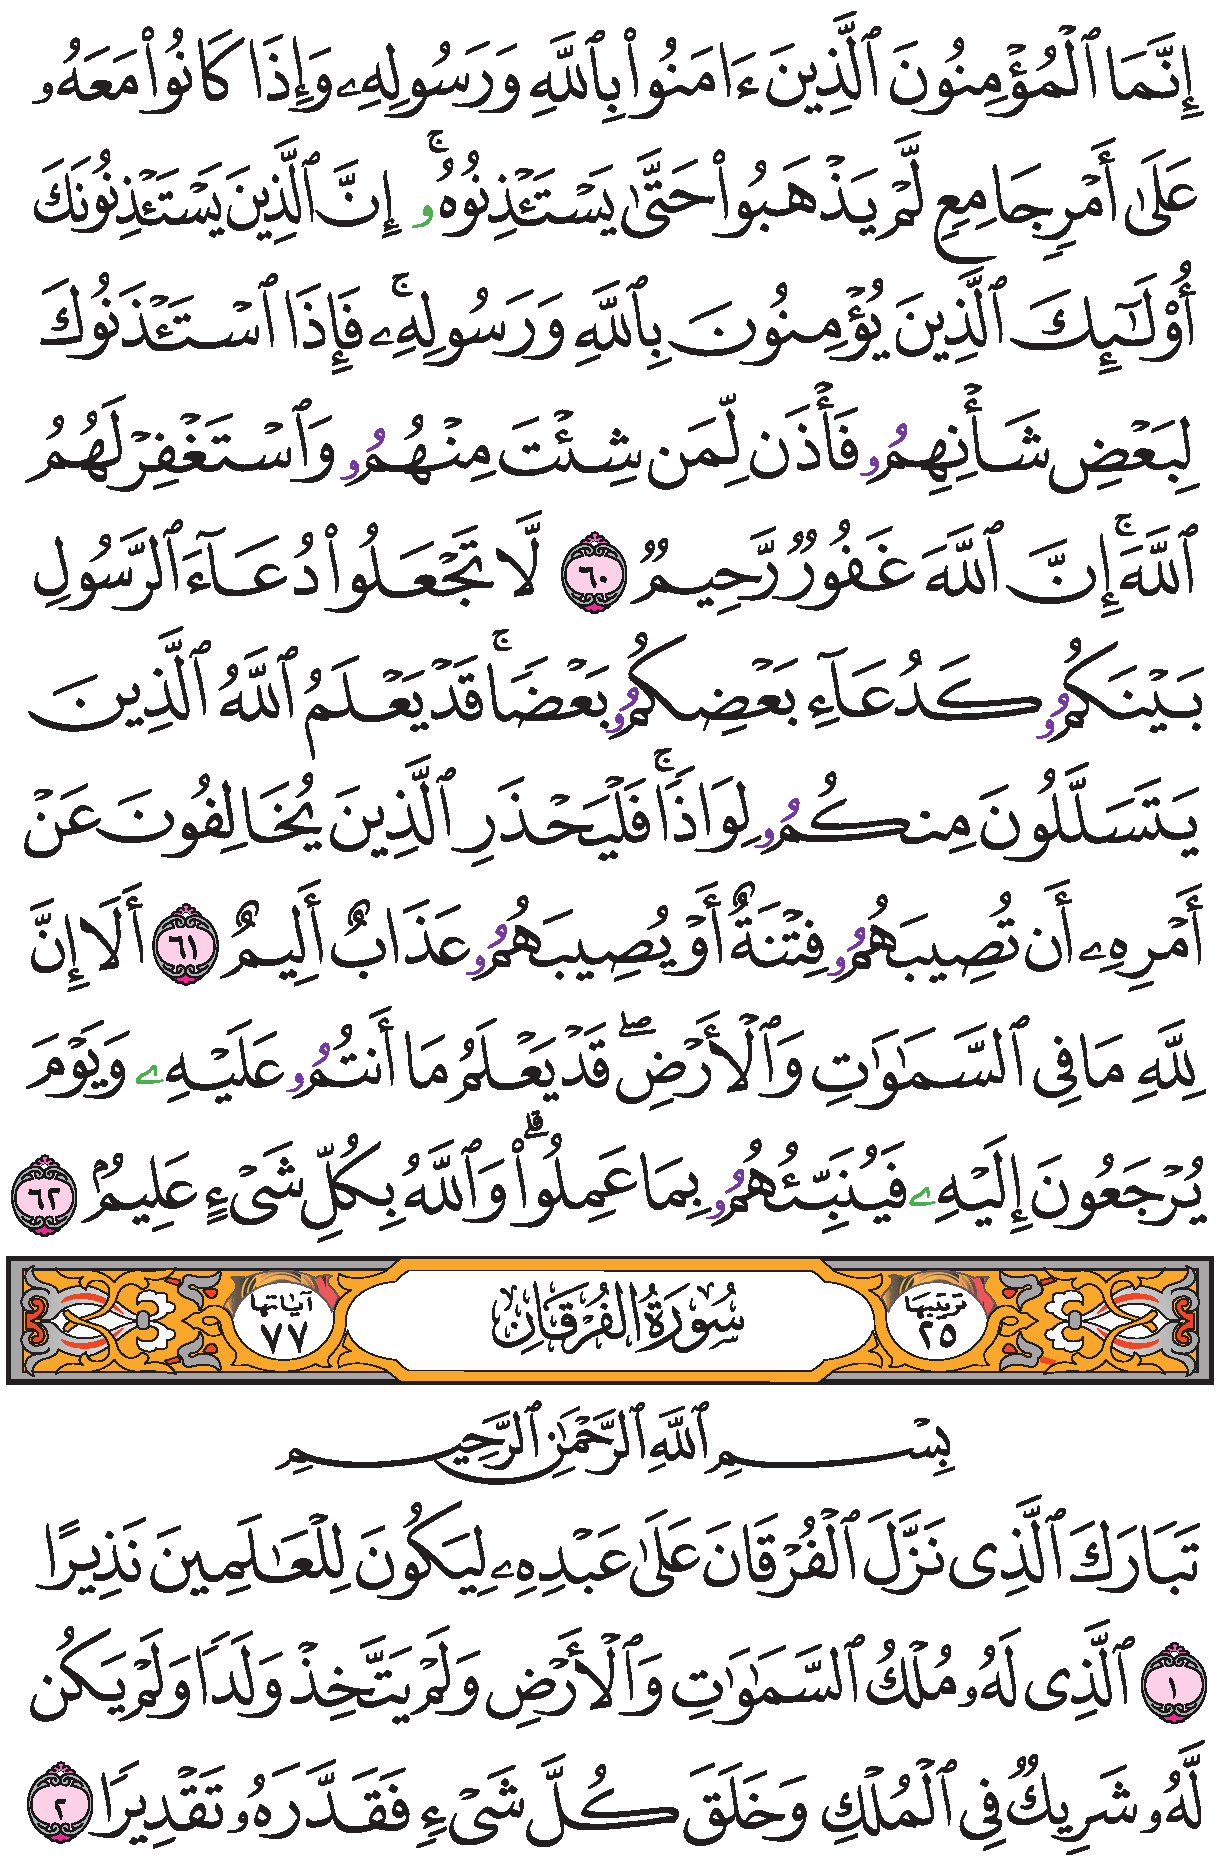 إِنَّمَا ٱلْمُؤْمِنُونَ ٱلَّذِينَ ءَامَنُواْ بِٱللَّهِ وَرَسُولِهِۦ وَإِذَا كَانُواْ مَعَهُۥ
عَلَىٰ أَمْرٍ جَامِعٍ لَّمْ يَذْهَبُواْ حَتَّىٰ يَسْتَـْٔذِنُوهُۥۚ إِنَّ ٱلَّذِينَ يَسْتَـْٔذِنُونَكَ
أُوْلَـٰٓئِكَ ٱلَّذِينَ يُؤْمِنُونَ بِٱللَّهِ وَرَسُولِهِۦۚ فَإِذَا ٱسْتَـْٔذَنُوكَ
لِبَعْضِ شَأْنِهِمُۥ فَأْذَن لِّمَن شِئْتَ مِنْهُمُۥ وَٱسْتَغْفِرْ لَهُمُ
ٱللَّهَۚ إِنَّ ٱللَّهَ غَفُورٌ رَّحِيمٌ ٦٠ لَّا تَجْعَلُواْ دُعَآءَ ٱلرَّسُولِ
بَيْنَكُمُۥ كَدُعَآءِ بَعْضِكُمُۥ بَعْضًاۚ قَدْ يَعْلَمُ ٱللَّهُ ٱلَّذِينَ
يَتَسَلَّلُونَ مِنكُمُۥ لِوَاذًاۚ فَلْيَحْذَرِ ٱلَّذِينَ يُخَالِفُونَ عَنْ
أَمْرِهِۦ أَن تُصِيبَهُمُۥ فِتْنَةٌ أَوْ يُصِيبَهُمُۥ عَذَابٌ أَلِيمٌ ٦١ أَلَا إِنَّ
لِلَّهِ مَا فِى ٱلسَّمَـٰوَٰتِ وَٱلْأَرْضِۖ قَدْ يَعْلَمُ مَا أَنتُمُۥ عَلَيْهِۦ وَيَوْمَ
يُرْجَعُونَ إِلَيْهِۦ فَيُنَبِّئُهُمُۥ بِمَا عَمِلُواْۗ وَٱللَّهُ بِكُلِّ شَىْءٍ عَلِيمٌۢ ٦٢
تَرتيبها ٢٥ سُورَةُ الفُرْقَانِ آياتها ٧٧
بِسْمِ ٱللَّهِ ٱلرَّحْمَـٰنِ ٱلرَّحِيمِ
تَبَارَكَ ٱلَّذِى نَزَّلَ ٱلْفُرْقَانَ عَلَىٰ عَبْدِهِۦ لِيَكُونَ لِلْعَـٰلَمِينَ نَذِيرًا
١ ٱلَّذِى لَهُۥ مُلْكُ ٱلسَّمَـٰوَٰتِ وَٱلْأَرْضِ وَلَمْ يَتَّخِذْ وَلَدًا وَلَمْ يَكُن
لَّهُۥ شَرِيكٌ فِى ٱلْمُلْكِ وَخَلَقَ كُلَّ شَىْءٍ فَقَدَّرَهُۥ تَقْدِيرًا ٢